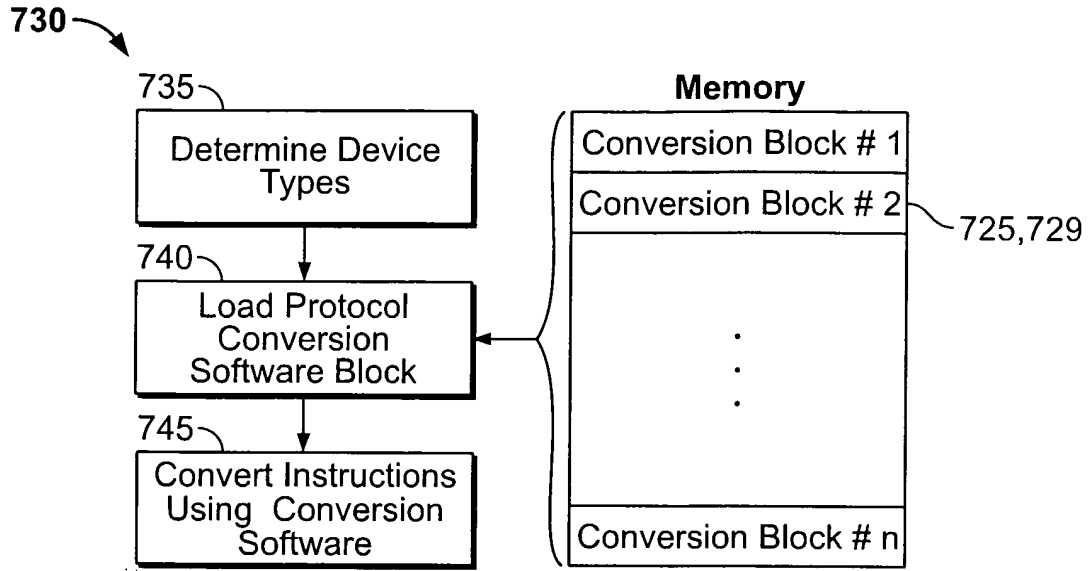 730
735
Determine Device
Types
740
Load Protocol
Conversion
Software Block
745
Convert Instructions
Using Conversion
Software
Memory
Conversion Block # 1
Conversion Block # 2
725,729
Conversion Block # n